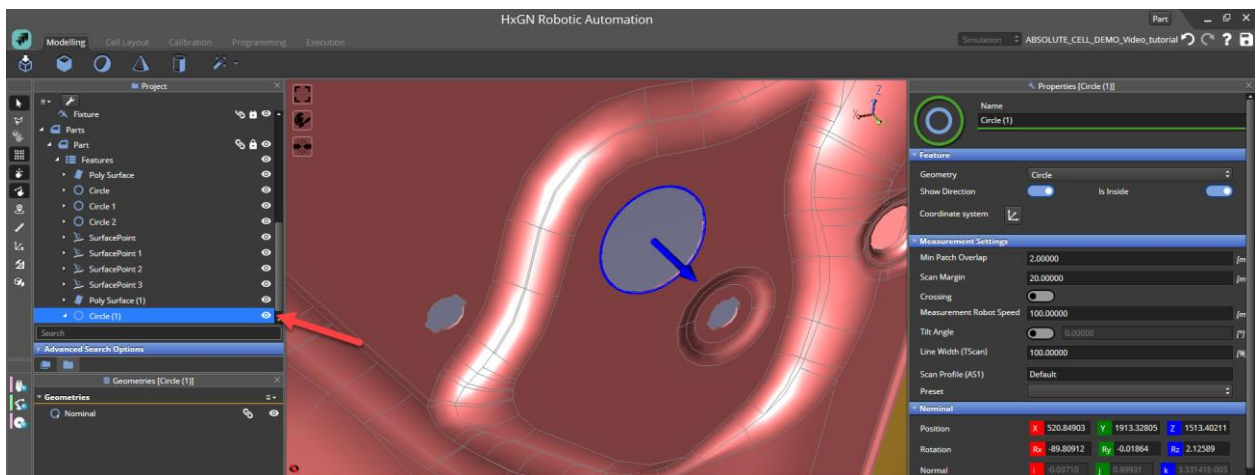 HxGN Robotic Automation
Part
Modelling Cell Layout Calibration Programming Execution
Simulation ABSOLUTE_CELL_DEMO_Video_tutorial
Project
Fixture
Parts
Part
Features
Poly Surface
Circle
Circle 1
Circle 2
SurfacePoint
SurfacePoint 1
SurfacePoint 2
SurfacePoint 3
Poly Surface (1)
Circle (1)
Search
Advanced Search Options
Geometries [Circle (1)]
Geometries
Nominal
Z
X
Properties [Circle (1)]
Name
Circle (1)
Feature
Geometry Circle
Show Direction Is Inside
Coordinate system
Measurement Settings
Min Patch Overlap 2.00000 [m
Scan Margin 20.00000 [m
Crossing
Measurement Robot Speed 100.00000 [m
Tilt Angle 0.00000 [°]
Line Width (TScan) 100.00000 [%
Scan Profile (AS1) Default
Preset
Nominal
Position X 520.84903 Y 1913.32805 Z 1513.40211
Rotation Rx -89.80912 Ry -0.01864 Rz 2.12589
Normal i -0.03710 j 0.99931 k 3.33141E-003